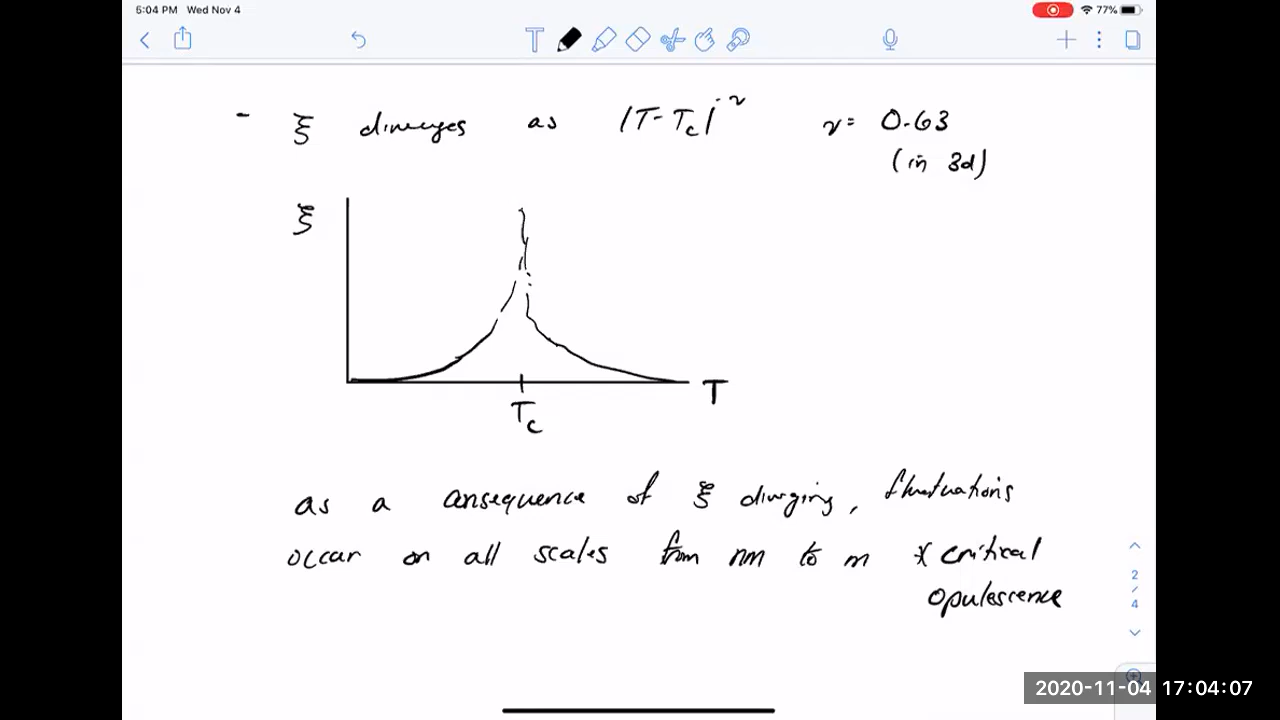 5:04 PM Wed Nov 4
77%
T
- ξ diverges as |T-Tc|^-ν ν = 0.63
(in 3d)
ξ
T
Tc
as a consequence of ξ diverging, fluctuations
occur on all scales from nm to m * critical
opulescence
2
/
4
2020-11-04 17:04:07